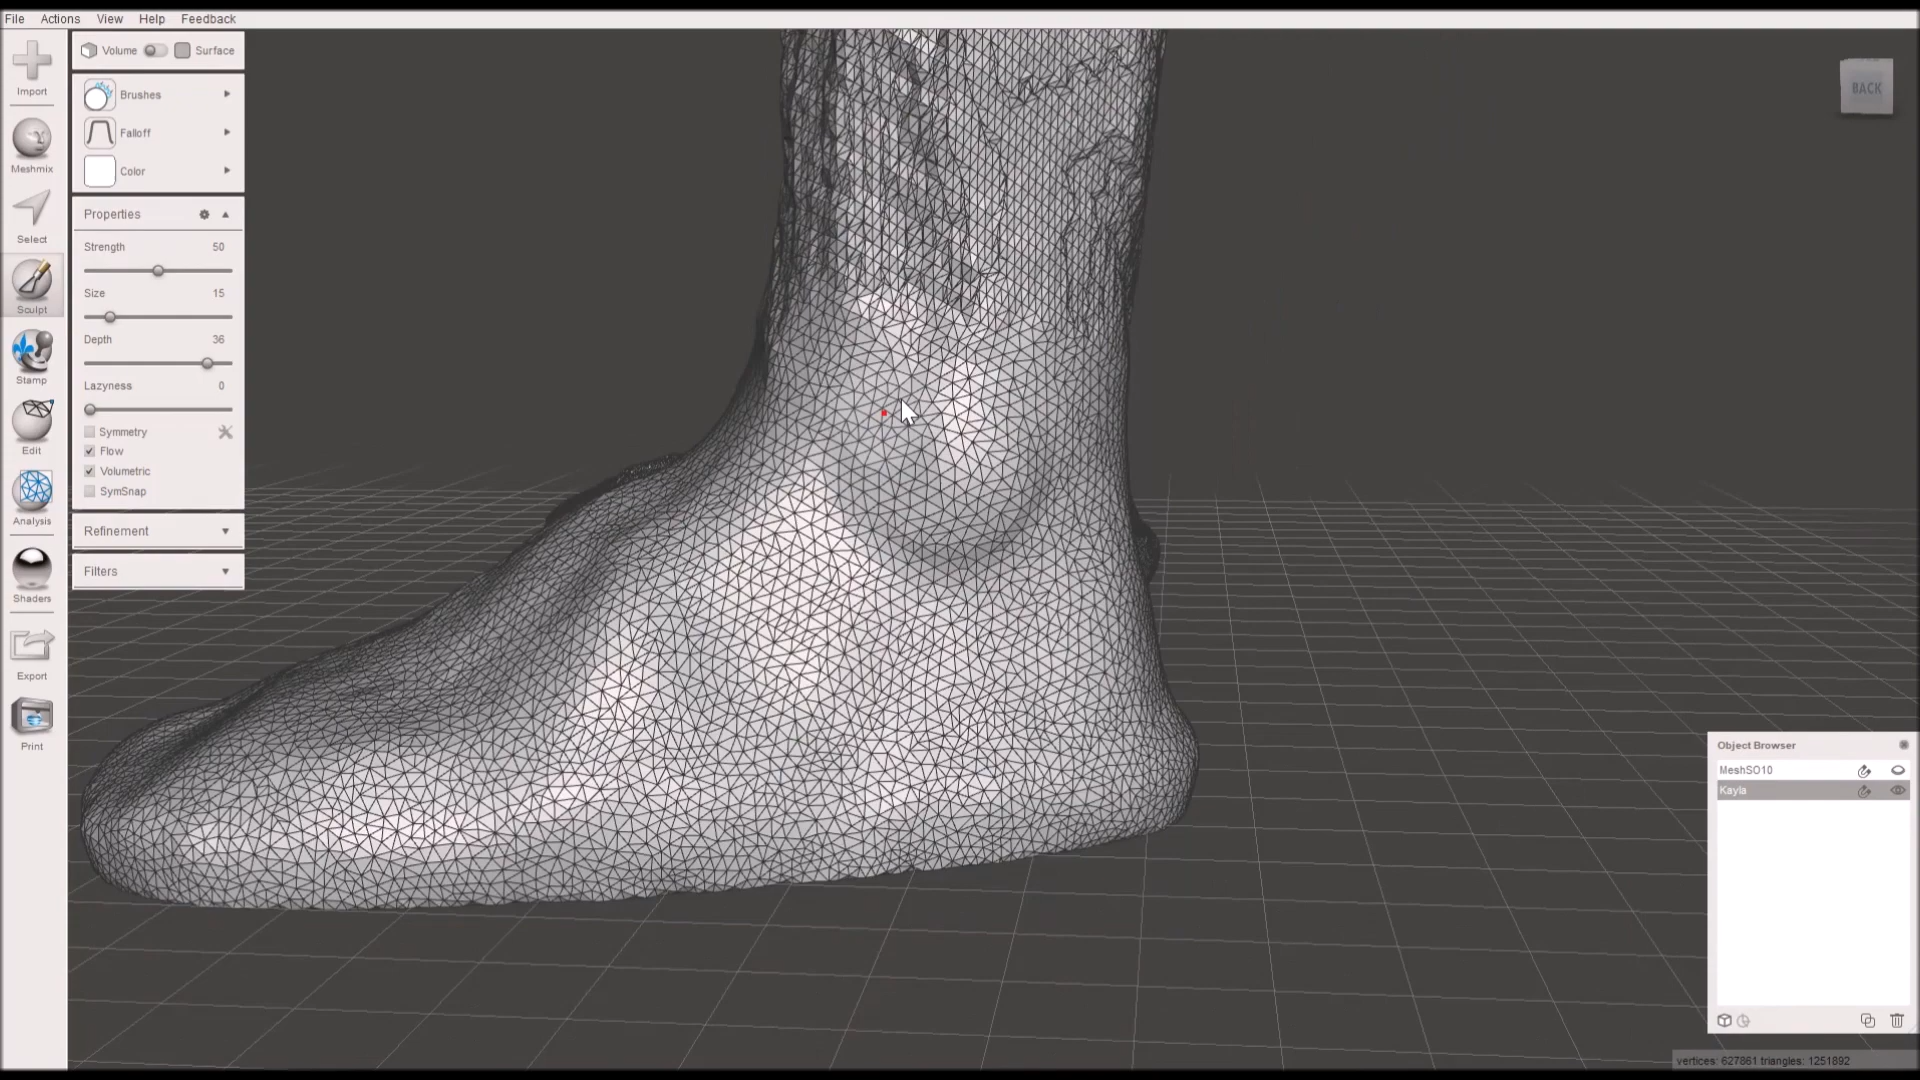 File Actions View Help Feedback
Import
Meshmix
Select
Sculpt
Stamp
Edit
Analysis
Shaders
Export
Print
Volume Surface
Brushes
Falloff
Color
Properties
Strength 50
Size 15
Depth 36
Lazyness 0
Symmetry
Flow
Volumetric
SymSnap
Refinement
Filters
BACK
Object Browser
MeshSO10
Kayla
vertices: 627861 triangles: 1251892